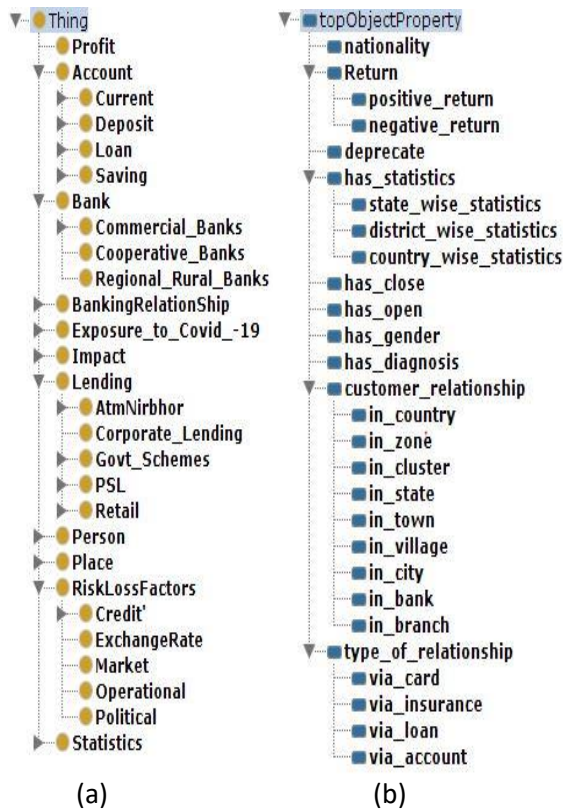 Thing
Profit
Account
Current
Deposit
Loan
Saving
Bank
Commercial_Banks
Cooperative_Banks
Regional_Rural_Banks
BankingRelationShip
Exposure_to_Covid_-19
Impact
Lending
AtmNirbhor
Corporate_Lending
Govt_Schemes
PSL
Retail
Person
Place
RiskLossFactors
Credit'
ExchangeRate
Market
Operational
Political
Statistics
(a)
topObjectProperty
nationality
Return
positive_return
negative_return
deprecate
has_statistics
state_wise_statistics
district_wise_statistics
country_wise_statistics
has_close
has_open
has_gender
has_diagnosis
customer_relationship
in_country
in_zone
in_cluster
in_state
in_town
in_village
in_city
in_bank
in_branch
type_of_relationship
via_card
via_insurance
via_loan
via_account
(b)